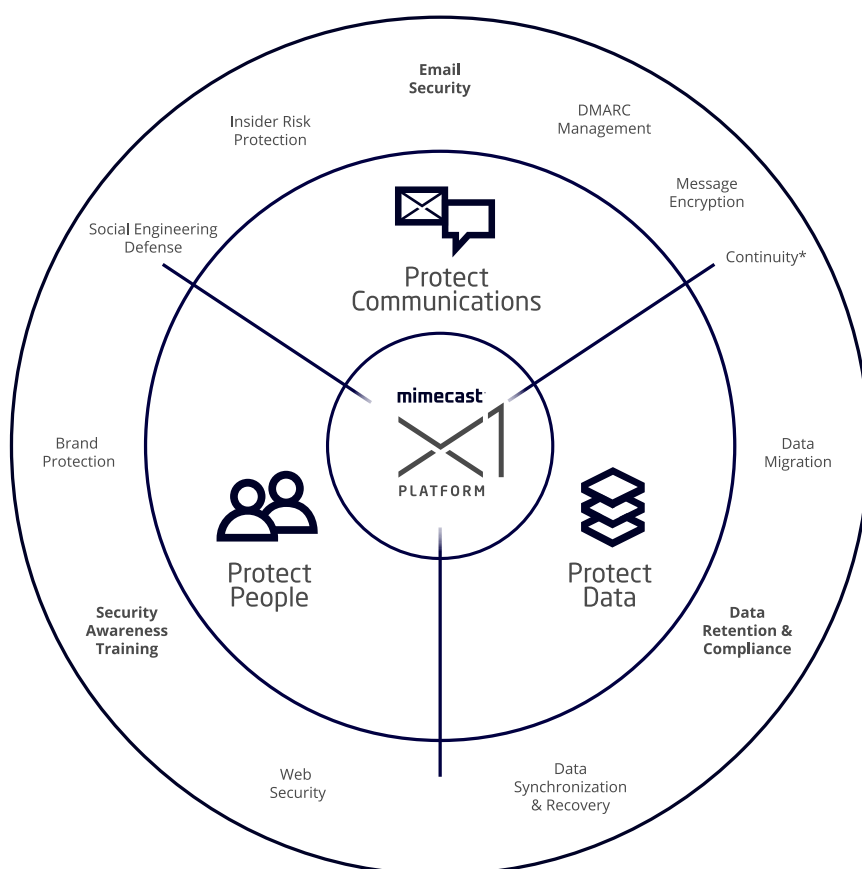 Email
Security
Insider Risk
Protection
DMARC
Management
Message
Encryption
Social Engineering
Defense
Continuity*
Protect
Communications
mimecast
X1
PLATFORM
Brand
Protection
Data
Migration
Protect
People
Protect
Data
Security
Awareness
Training
Data
Retention &
Compliance
Web
Security
Data
Synchronization
& Recovery